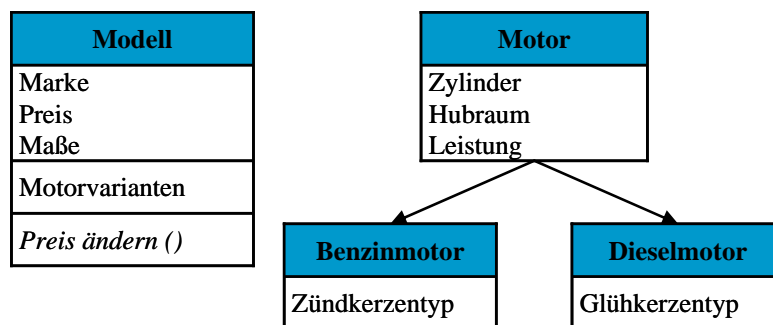 Modell
Marke
Preis
Maße
Motorvarianten
Preis ändern ()
Motor
Zylinder
Hubraum
Leistung
Benzinmotor
Zündkerzentyp
Dieselmotor
Glühkerzentyp